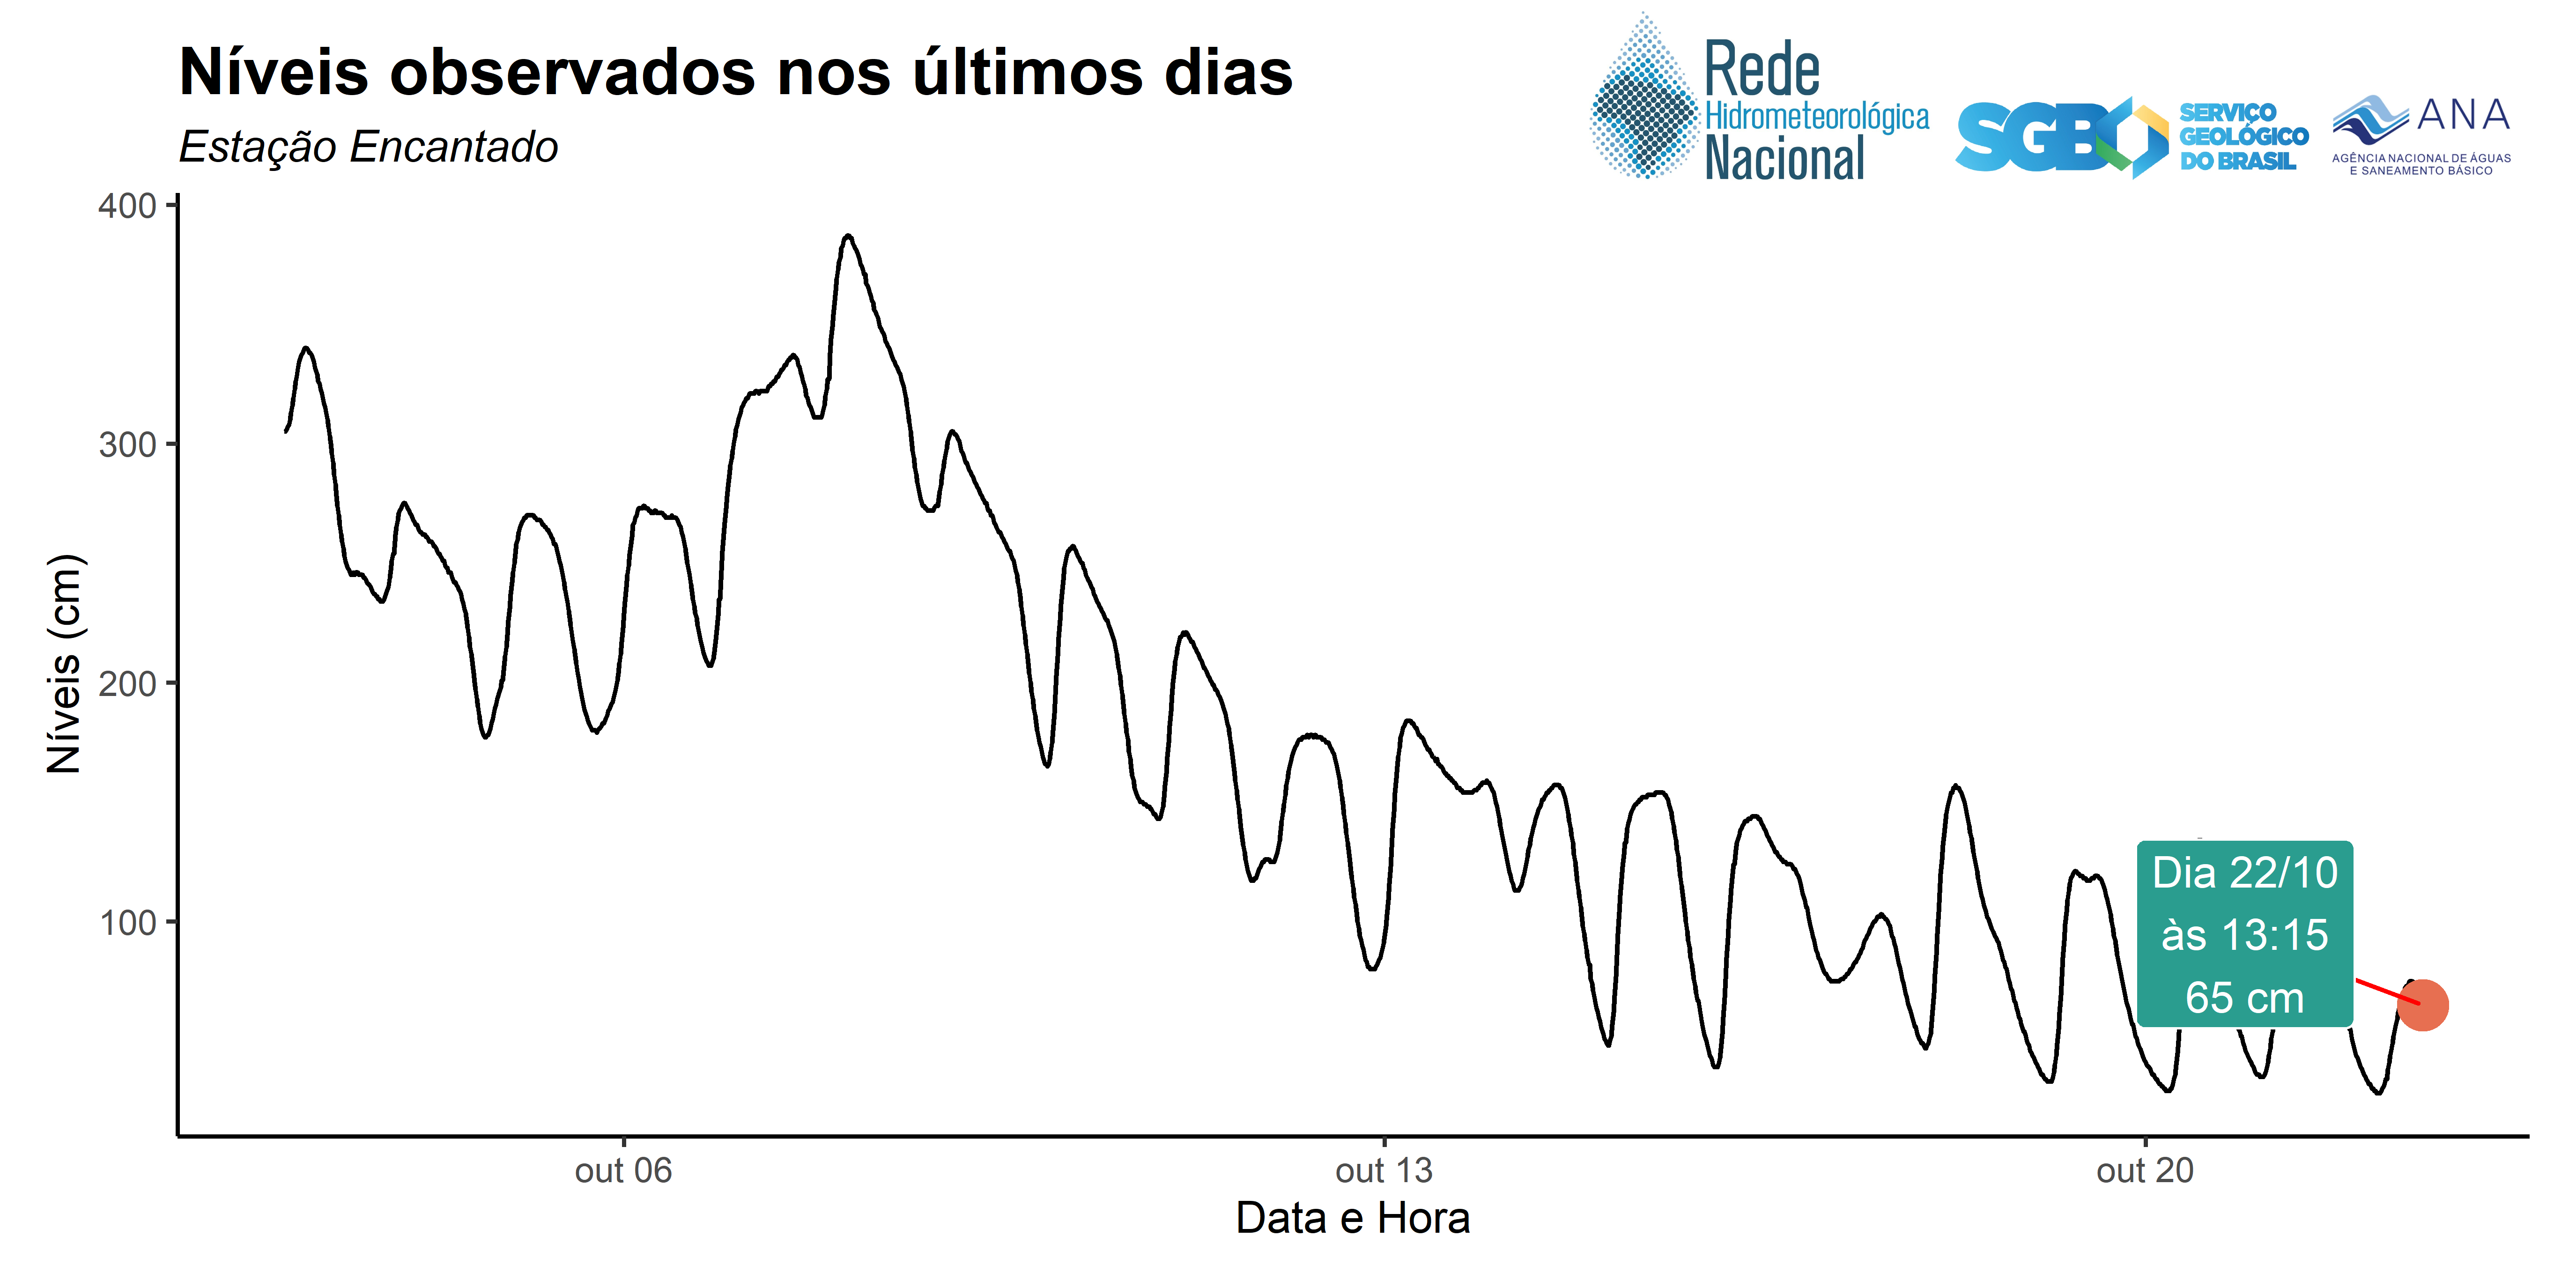 Níveis observados nos últimos dias
Estação Encantado
Rede
Hidrometeorológica
Nacional
SGB
SERVIÇO
GEOLÓGICO
DO BRASIL
ANA
AGÊNCIA NACIONAL DE ÁGUAS
E SANEAMENTO BÁSICO
Níveis (cm)
400
300
200
100
Dia 22/10
às 13:15
65 cm
out 06
out 13
out 20
Data e Hora